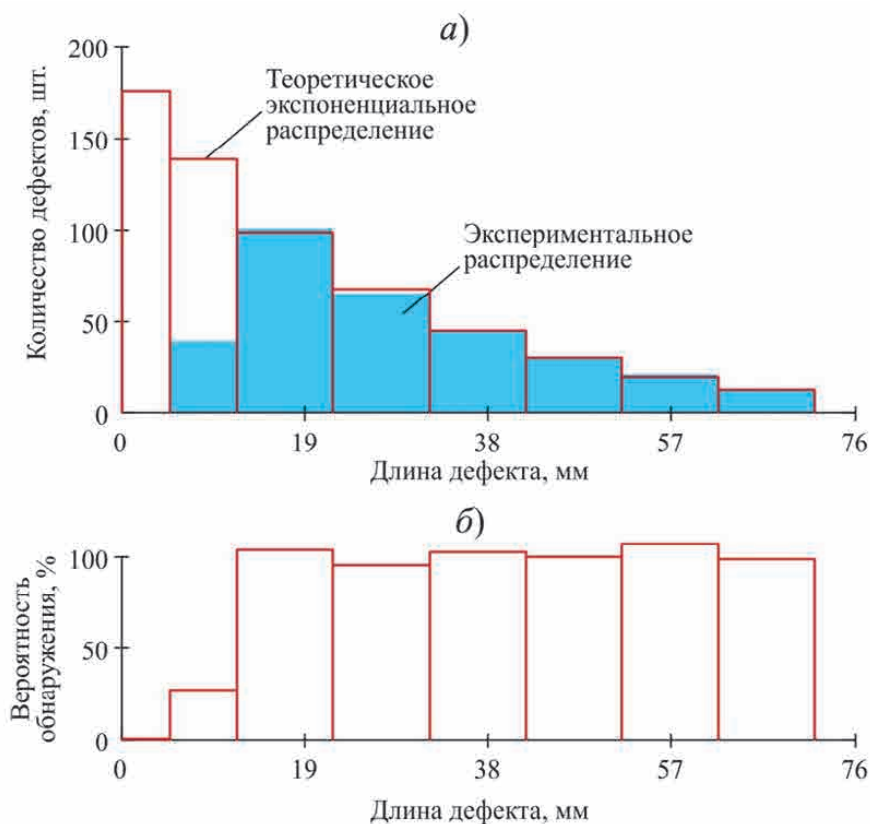 а)
200
Теоретическое
экспоненциальное
распределение
150
Количество дефектов, шт.
100
Экспериментальное
распределение
50
0
0 19 38 57 76
Длина дефекта, мм
б)
100
Вероятность
обнаружения, %
50
0
0 19 38 57 76
Длина дефекта, мм